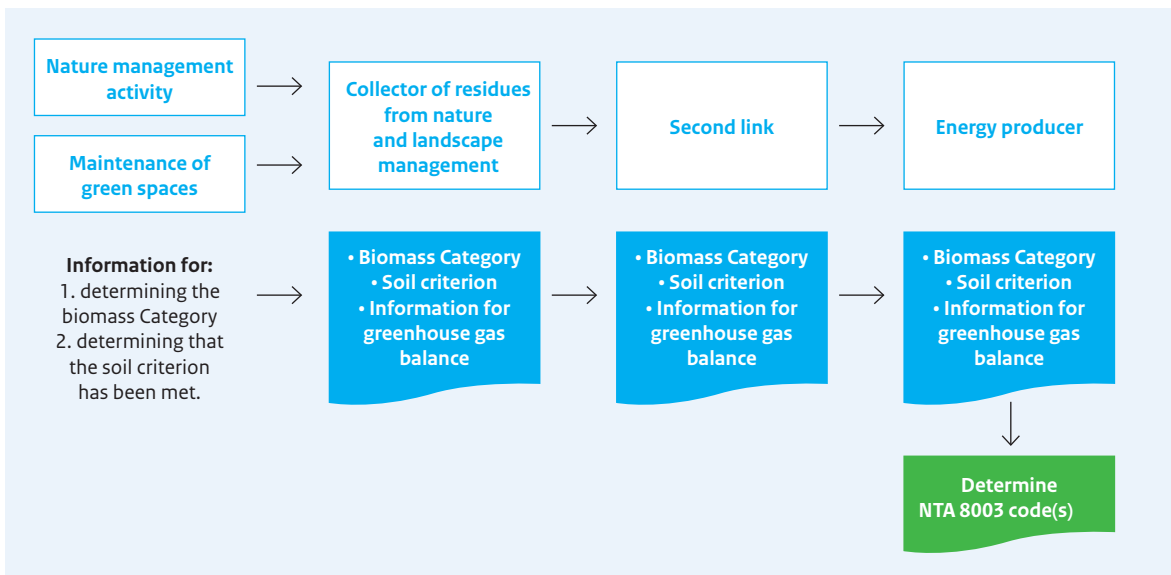 Nature management
activity
Maintenance of
green spaces
Collector of residues
from nature
and landscape
management
Second link
Energy producer
Information for:
1. determining the
biomass Category
2. determining that
the soil criterion
has been met.
• Biomass Category
• Soil criterion
• Information for
greenhouse gas
balance
• Biomass Category
• Soil criterion
• Information for
greenhouse gas
balance
• Biomass Category
• Soil criterion
• Information for
greenhouse gas
balance
Determine
NTA 8003 code(s)